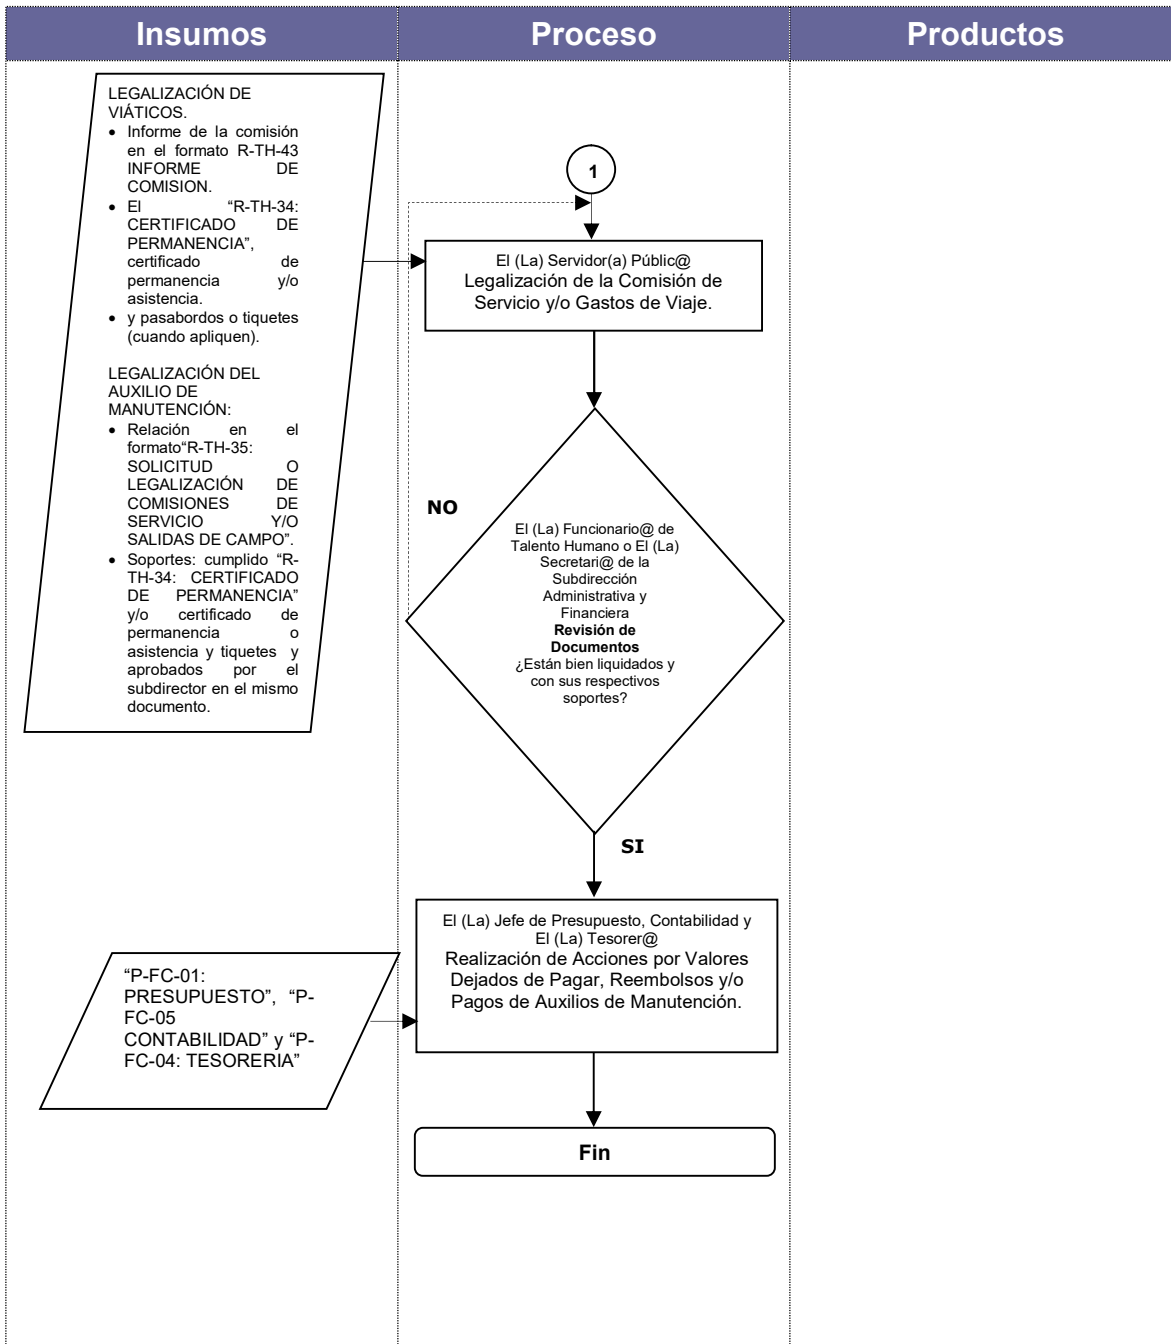 Insumos
Proceso
Productos
LEGALIZACIÓN DE
VIÁTICOS.
• Informe de la comisión
en el formato R-TH-43
INFORME DE
COMISION.
• El “R-TH-34:
CERTIFICADO DE
PERMANENCIA”,
certificado de
permanencia y/o
asistencia.
• y pasabordos o tiquetes
(cuando apliquen).
LEGALIZACIÓN DEL
AUXILIO DE
MANUTENCIÓN:
• Relación en el
formato“R-TH-35:
SOLICITUD O
LEGALIZACIÓN DE
COMISIONES DE
SERVICIO Y/O
SALIDAS DE CAMPO”.
• Soportes: cumplido “R-
TH-34: CERTIFICADO
DE PERMANENCIA”
y/o certificado de
permanencia o
asistencia y tiquetes y
aprobados por el
subdirector en el mismo
documento.
1
El (La) Servidor(a) Públic@
Legalización de la Comisión de
Servicio y/o Gastos de Viaje.
NO
El (La) Funcionario@ de
Talento Humano o El (La)
Secretari@ de la
Subdirección
Administrativa y
Financiera
Revisión de
Documentos
¿Están bien liquidados y
con sus respectivos
soportes?
SI
El (La) Jefe de Presupuesto, Contabilidad y
El (La) Tesorer@
Realización de Acciones por Valores
Dejados de Pagar, Reembolsos y/o
Pagos de Auxilios de Manutención.
“P-FC-01:
PRESUPUESTO”, “P-
FC-05
CONTABILIDAD” y “P-
FC-04: TESORERIA”
Fin